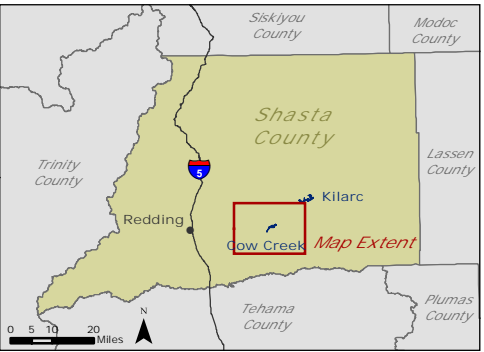 Siskiyou
County
Modoc
County
Shasta
County
Trinity
County
Lassen
County
5
Kilarc
Redding
Cow Creek
Map Extent
Tehama
County
Plumas
County
N
0 5 10 20
Miles